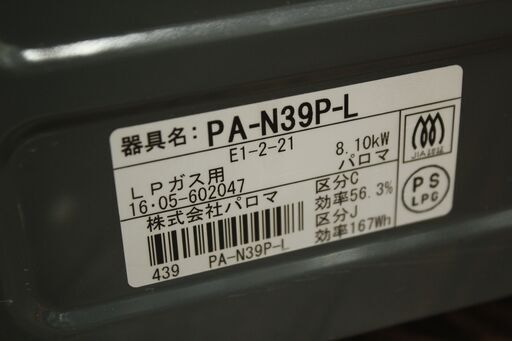 器具名: PA-N39P-L
E1-2-21
LPガス用 8.10kW
16・05-602047 パロマ
株式会社パロマ 区分C
効率56.3%
区分J
効率167Wh
439 PA-N39P-L
JIA
PS
LPG